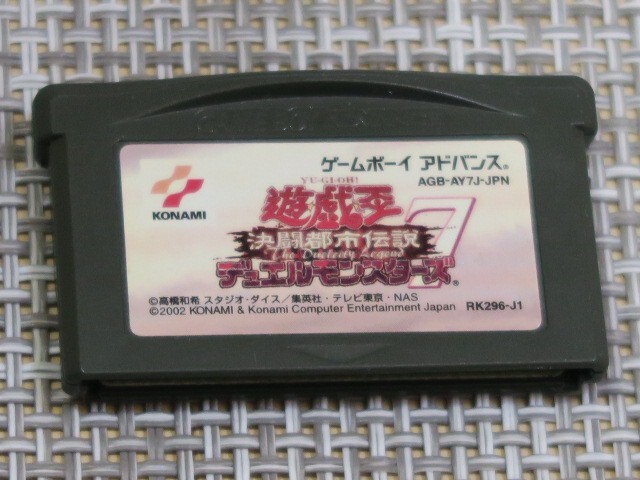 ゲームボーイ アドバンス®
AGB-AY7J-JPN
KONAMI
YU-GI-OH!
遊戯王
決闘都市伝説
The Duelcity Legend
デュエルモンスターズ®
7
©高橋和希 スタジオ・ダイス／集英社・テレビ東京・NAS
©2002 KONAMI & Konami Computer Entertainment Japan RK296-J1